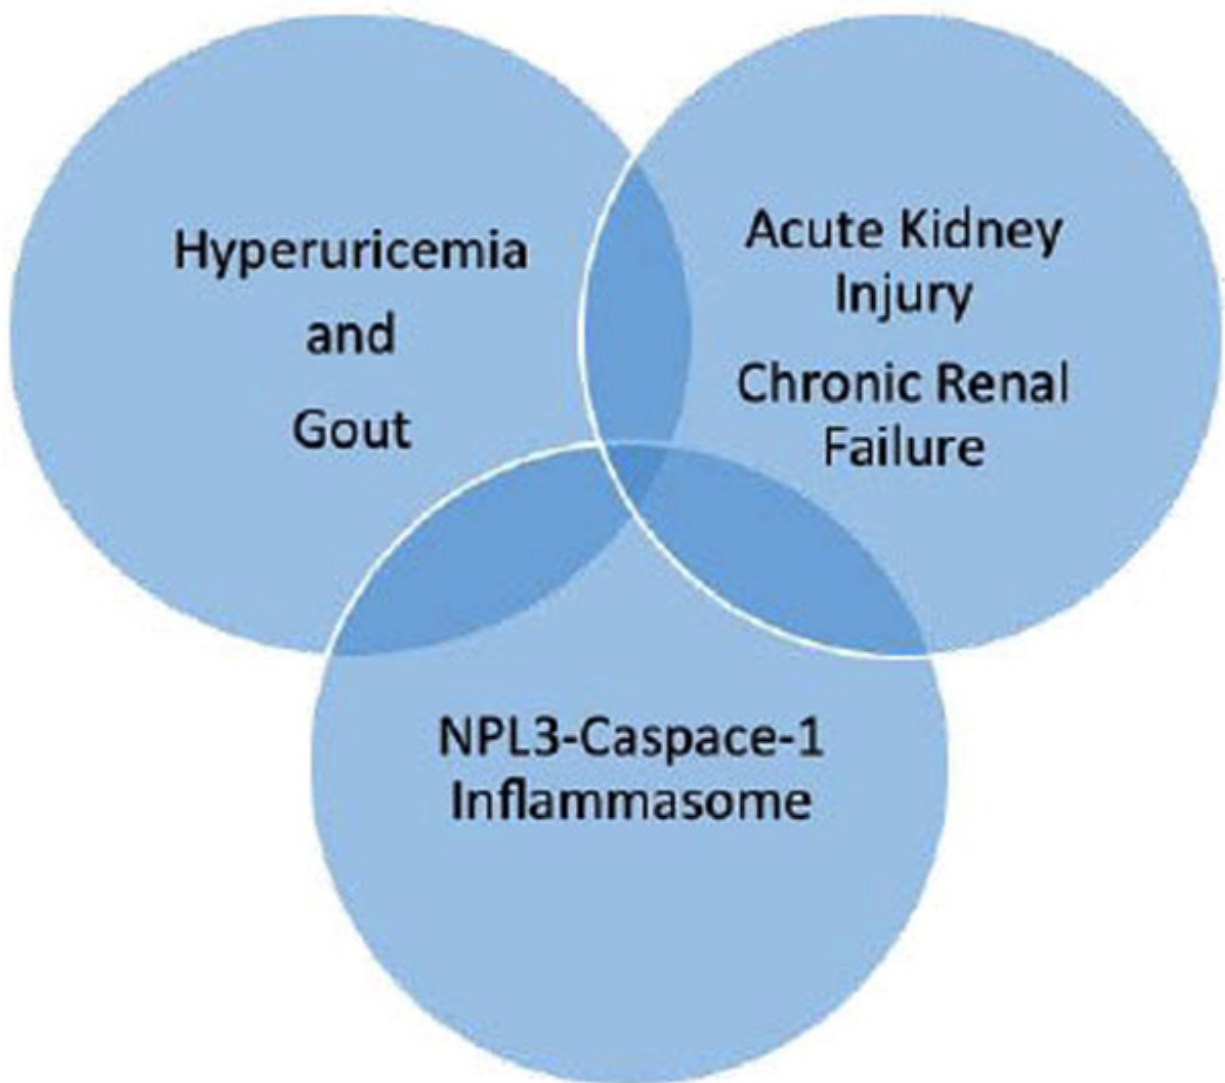 Hyperuricemia
and
Gout
Acute Kidney
Injury
Chronic Renal
Failure
NPL3-Caspace-1
Inflammasome